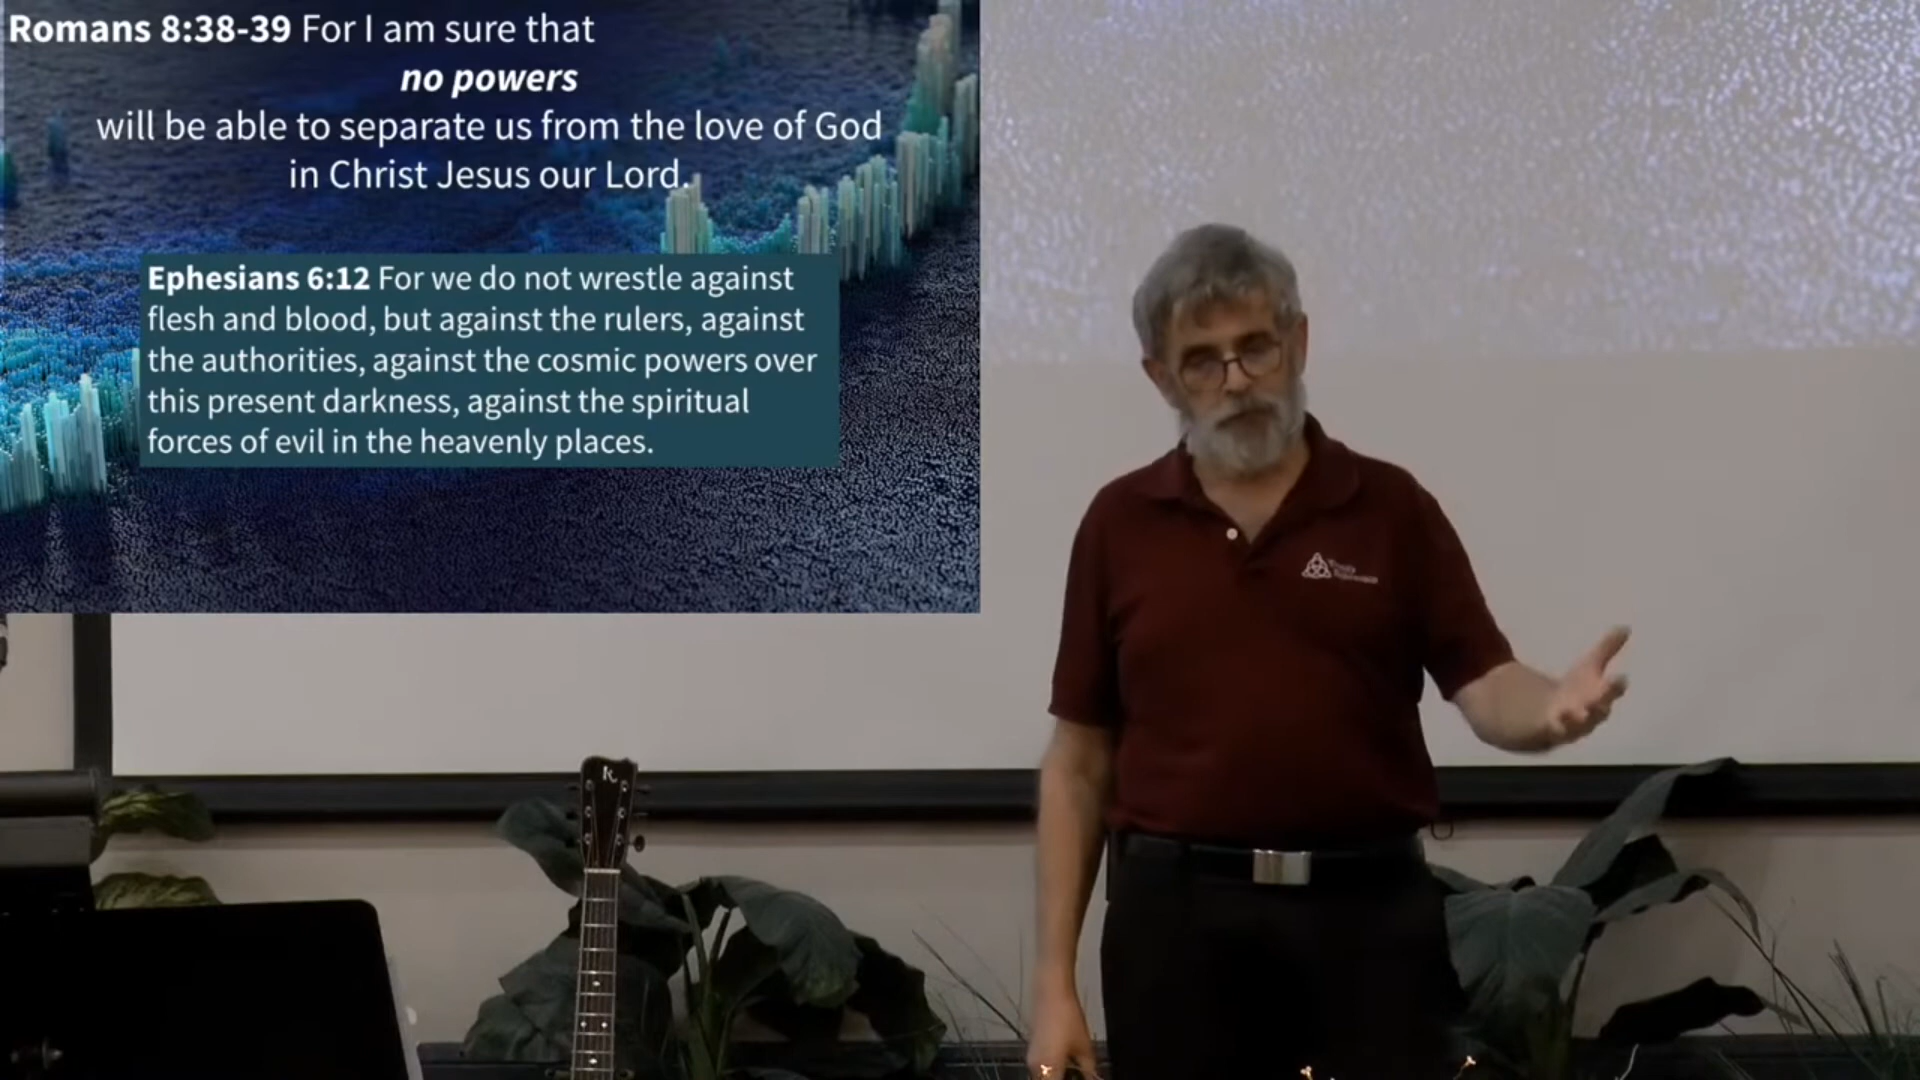 Romans 8:38-39 For I am sure that
no powers
will be able to separate us from the love of God
in Christ Jesus our Lord.
Ephesians 6:12 For we do not wrestle against
flesh and blood, but against the rulers, against
the authorities, against the cosmic powers over
this present darkness, against the spiritual
forces of evil in the heavenly places.